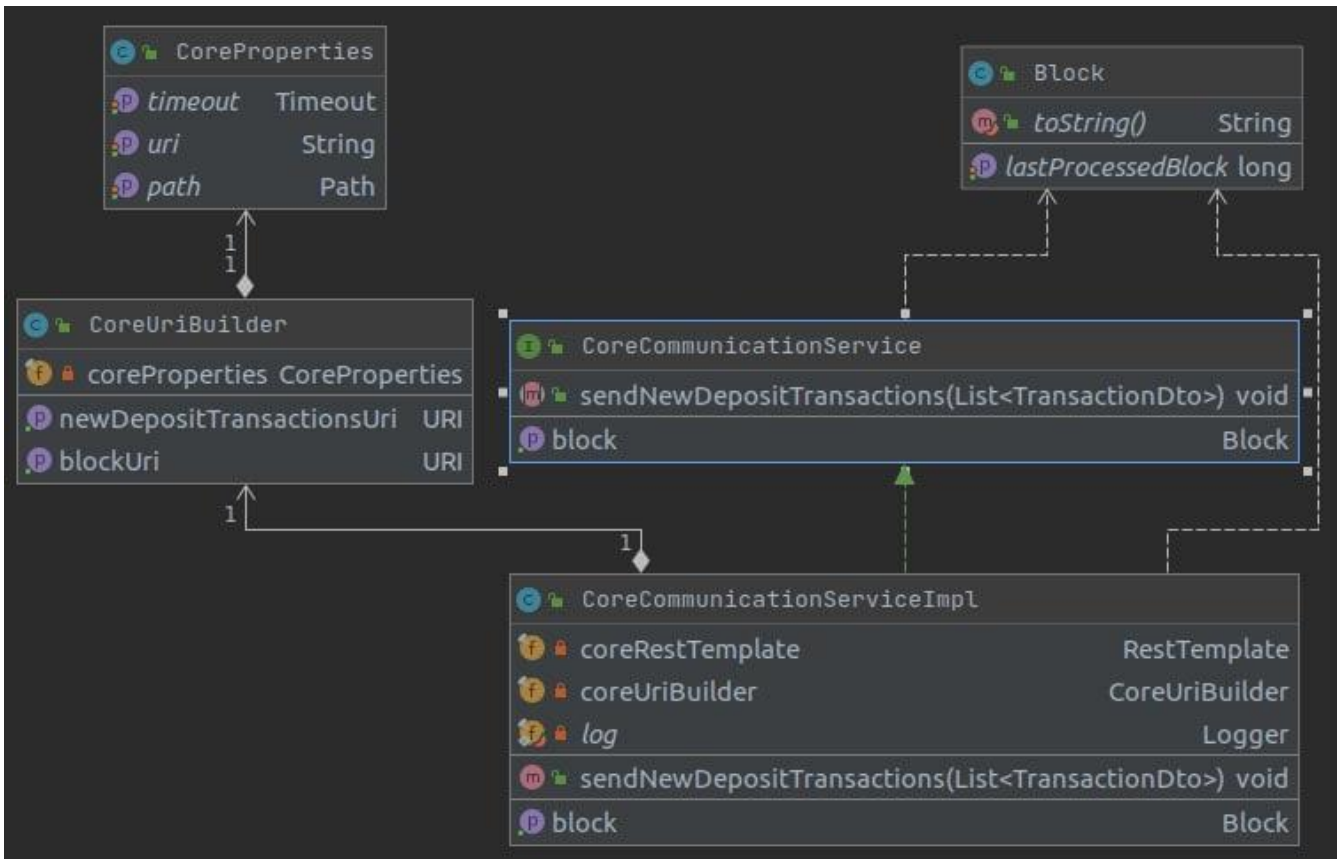 CoreProperties
timeout Timeout
uri String
path Path
Block
toString() String
lastProcessedBlock long
1
1
CoreUriBuilder
coreProperties CoreProperties
newDepositTransactionsUri URI
blockUri URI
CoreCommunicationService
sendNewDepositTransactions(List<TransactionDto>) void
block Block
1
1
CoreCommunicationServiceImpl
coreRestTemplate RestTemplate
coreUriBuilder CoreUriBuilder
log Logger
sendNewDepositTransactions(List<TransactionDto>) void
block Block